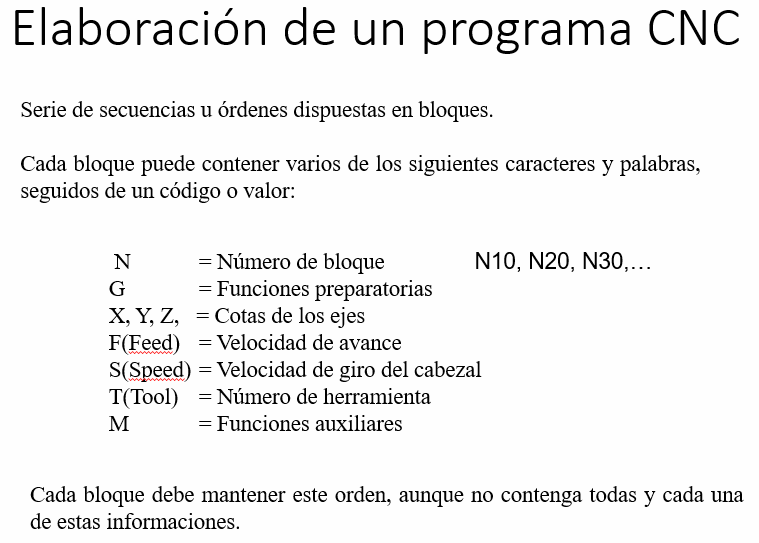 Elaboración de un programa CNC
Serie de secuencias u órdenes dispuestas en bloques.
Cada bloque puede contener varios de los siguientes caracteres y palabras,
seguidos de un código o valor:
N = Número de bloque N10, N20, N30,…
G = Funciones preparatorias
X, Y, Z, = Cotas de los ejes
F(Feed) = Velocidad de avance
S(Speed) = Velocidad de giro del cabezal
T(Tool) = Número de herramienta
M = Funciones auxiliares
Cada bloque debe mantener este orden, aunque no contenga todas y cada una
de estas informaciones.